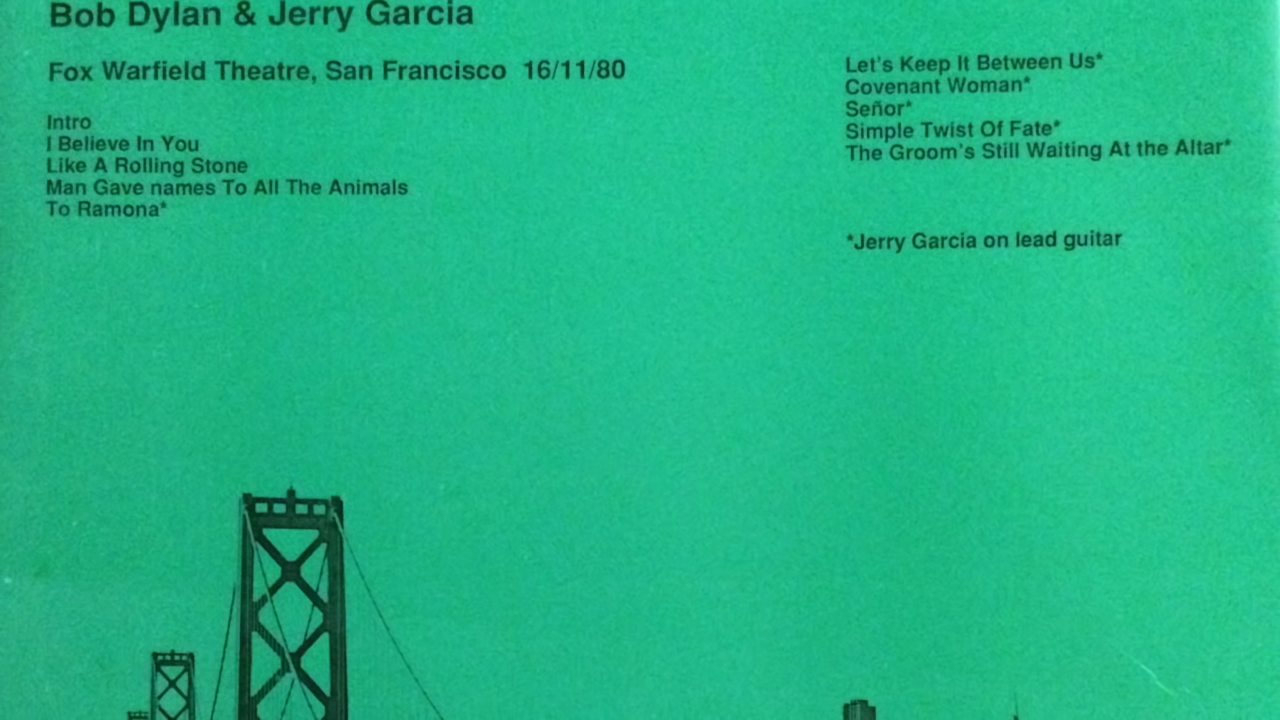 Bob Dylan & Jerry Garcia
Fox Warfield Theatre, San Francisco 16/11/80
Intro
I Believe In You
Like A Rolling Stone
Man Gave names To All The Animals
To Ramona*
Let's Keep It Between Us*
Covenant Woman*
Señor*
Simple Twist Of Fate*
The Groom's Still Waiting At the Altar*
*Jerry Garcia on lead guitar